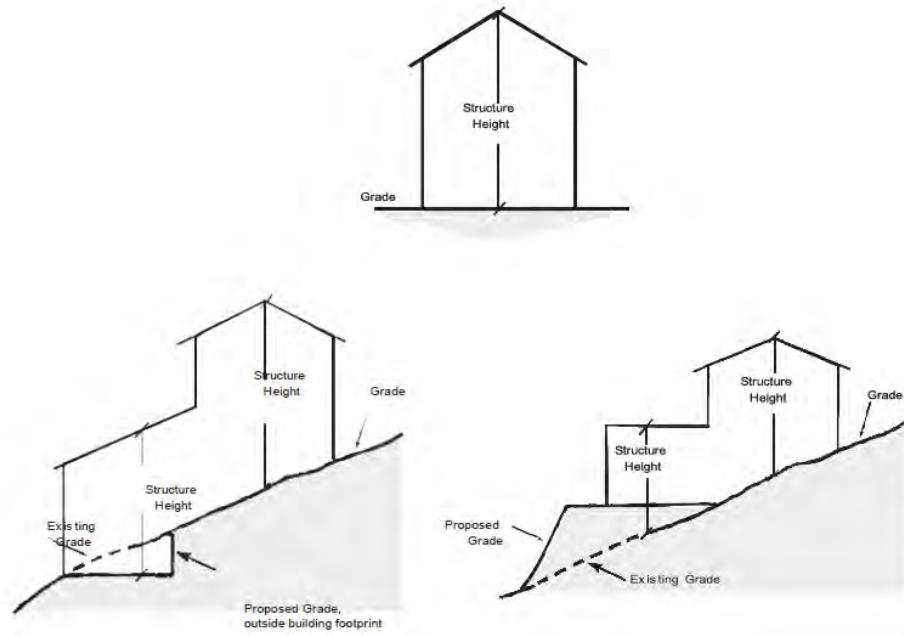 Structure
Height
Grade
Structure
Height
Grade
Structure
Height
Existing
Grade
Proposed Grade,
outside building footprint
Structure
Height
Grade
Structure
Height
Proposed
Grade
Existing Grade